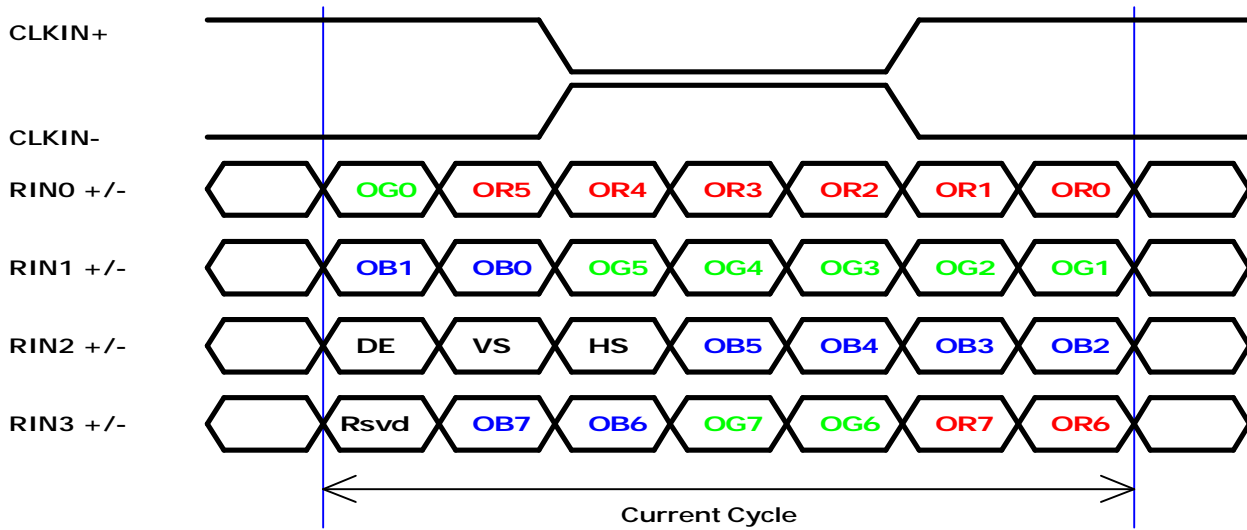 CLKIN+
CLKIN-
RIN0 +/- OG0 OR5 OR4 OR3 OR2 OR1 OR0
RIN1 +/- OB1 OB0 OG5 OG4 OG3 OG2 OG1
RIN2 +/- DE VS HS OB5 OB4 OB3 OB2
RIN3 +/- Rsvd OB7 OB6 OG7 OG6 OR7 OR6
Current Cycle